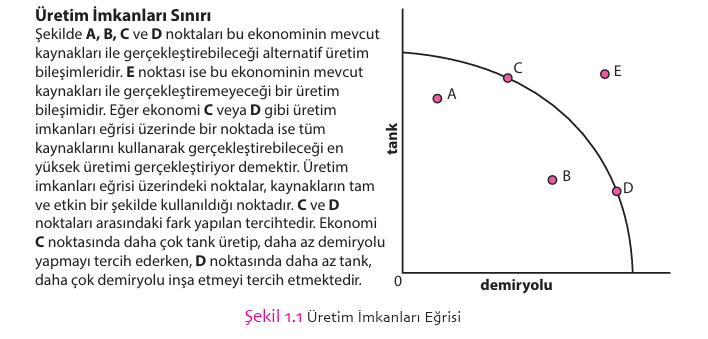 Üretim İmkanları Sınırı
Şekilde A, B, C ve D noktaları bu ekonominin mevcut
kaynakları ile gerçekleştirebileceği alternatif üretim
bileşimleridir. E noktası ise bu ekonominin mevcut
kaynakları ile gerçekleştiremeyeceği bir üretim
bileşimidir. Eğer ekonomi C veya D gibi üretim
imkanları eğrisi üzerinde bir noktada ise tüm
kaynaklarını kullanarak gerçekleştirebileceği en
yüksek üretimi gerçekleştiriyor demektir. Üretim
imkanları eğrisi üzerindeki noktalar, kaynakların tam
ve etkin bir şekilde kullanıldığı noktadır. C ve D
noktaları arasındaki fark yapılan tercihtedir. Ekonomi
C noktasında daha çok tank üretip, daha az demiryolu
yapmayı tercih ederken, D noktasında daha az tank,
daha çok demiryolu inşa etmeyi tercih etmektedir.
tank
C
E
A
B
D
0
demiryolu
Şekil 1.1 Üretim İmkanları Eğrisi